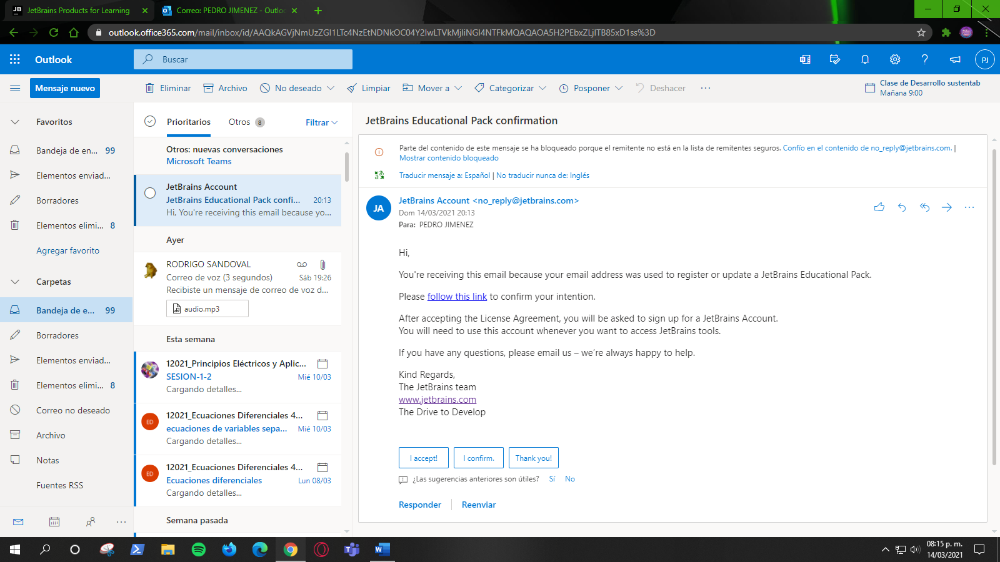 JetBrains Products for Learning
Correo: PEDRO JIMENEZ - Outlo
outlook.office365.com/mail/inbox/id/AAQkAGVjNmUzZGI1LTc4NzEtNDNkOC04Y2IwLTVkMjliNGI4NTFkMQAQAOA5H2PEbxZLjlTB85xD1ss%3D
Outlook
Buscar
PJ
Mensaje nuevo
Eliminar
Archivo
No deseado
Limpiar
Mover a
Categorizar
Posponer
Deshacer
Clase de Desarrollo sustentab
Mañana 9:00
Favoritos
Bandeja de en... 99
Elementos enviad...
Borradores
Elementos elimi... 8
Agregar favorito
Carpetas
Bandeja de e... 99
Borradores
Elementos enviad...
Elementos elimi... 8
Correo no deseado
Archivo
Notas
Fuentes RSS
Prioritarios
Otros 8
Filtrar
Otros: nuevas conversaciones
Microsoft Teams
JetBrains Account
JetBrains Educational Pack confi... 20:13
Hi, You're receiving this email because yo...
Ayer
RODRIGO SANDOVAL
Correo de voz (3 segundos) Sáb 19:26
Recibiste un mensaje de correo de voz d...
audio.mp3
Esta semana
12021_Principios Eléctricos y Aplic...
SESION-1-2 Mié 10/03
Cargando detalles...
ED
12021_Ecuaciones Diferenciales 4...
ecuaciones de variables sepa... Mié 10/03
Cargando detalles...
ED
12021_Ecuaciones Diferenciales 4...
Ecuaciones diferenciales Lun 08/03
Cargando detalles...
Semana pasada
JetBrains Educational Pack confirmation
Parte del contenido de este mensaje se ha bloqueado porque el remitente no está en la lista de remitentes seguros. Confío en el contenido de no_reply@jetbrains.com. |
Mostrar contenido bloqueado
Traducir mensaje a: Español | No traducir nunca de: Inglés
JA
JetBrains Account <no_reply@jetbrains.com>
Dom 14/03/2021 20:13
Para: PEDRO JIMENEZ
Hi,
You're receiving this email because your email address was used to register or update a JetBrains Educational Pack.
Please follow this link to confirm your intention.
After accepting the License Agreement, you will be asked to sign up for a JetBrains Account.
You will need to use this account whenever you want to access JetBrains tools.
If you have any questions, please email us – we're always happy to help.
Kind Regards,
The JetBrains team
www.jetbrains.com
The Drive to Develop
I accept!
I confirm.
Thank you!
¿Las sugerencias anteriores son útiles? Sí No
Responder
Reenviar
08:15 p. m.
14/03/2021